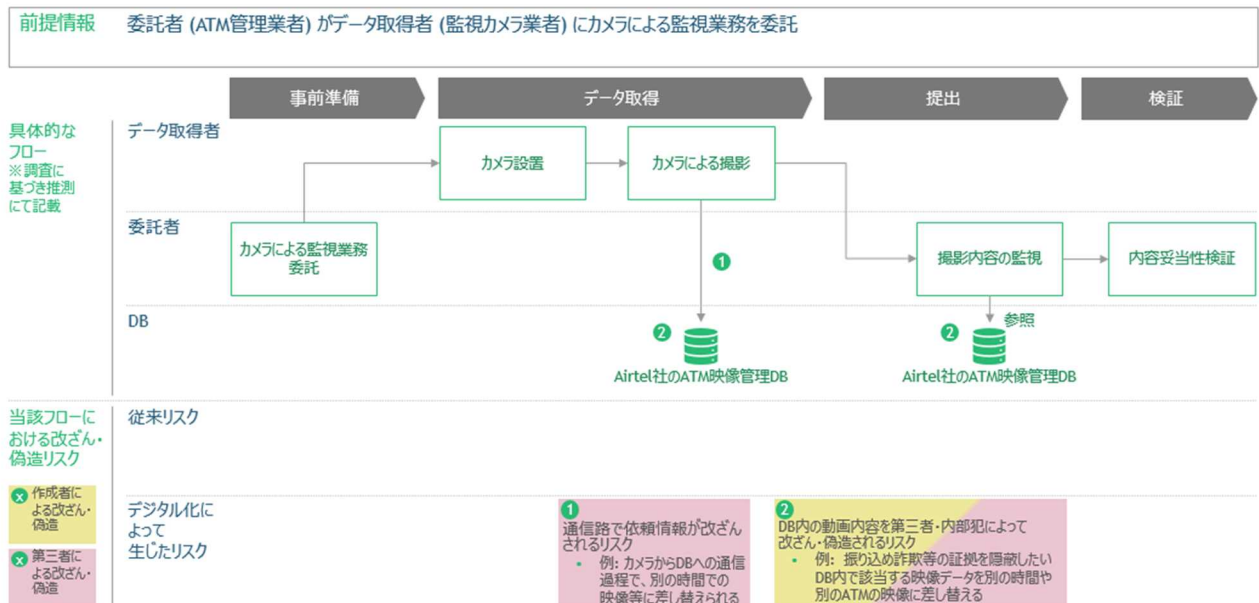 前提情報 委託者 (ATM管理業者) がデータ取得者 (監視カメラ業者) にカメラによる監視業務を委託
事前準備
データ取得
提出
検証
具体的な
フロー
※調査に
基づき推測
にて記載
データ取得者
カメラ設置
カメラによる撮影
委託者
カメラによる監視業務
委託
1
撮影内容の監視
内容妥当性検証
DB
2
Airtel社のATM映像管理DB
2
参照
Airtel社のATM映像管理DB
当該フローに
おける改ざん・
偽造リスク
従来リスク
x 作成者に
よる改ざん・
偽造
x 第三者に
よる改ざん・
偽造
デジタル化に
よって
生じたリスク
1
通信路で依頼情報が改ざん
されるリスク
• 例: カメラからDBへの通信
過程で、別の時間での
映像等に差し替えられる
2
DB内の動画内容を第三者・内部犯によって
改ざん・偽造されるリスク
• 例: 振り込め詐欺等の証拠を隠蔽したい
DB内で該当する映像データを別の時間や
別のATMの映像に差し替える